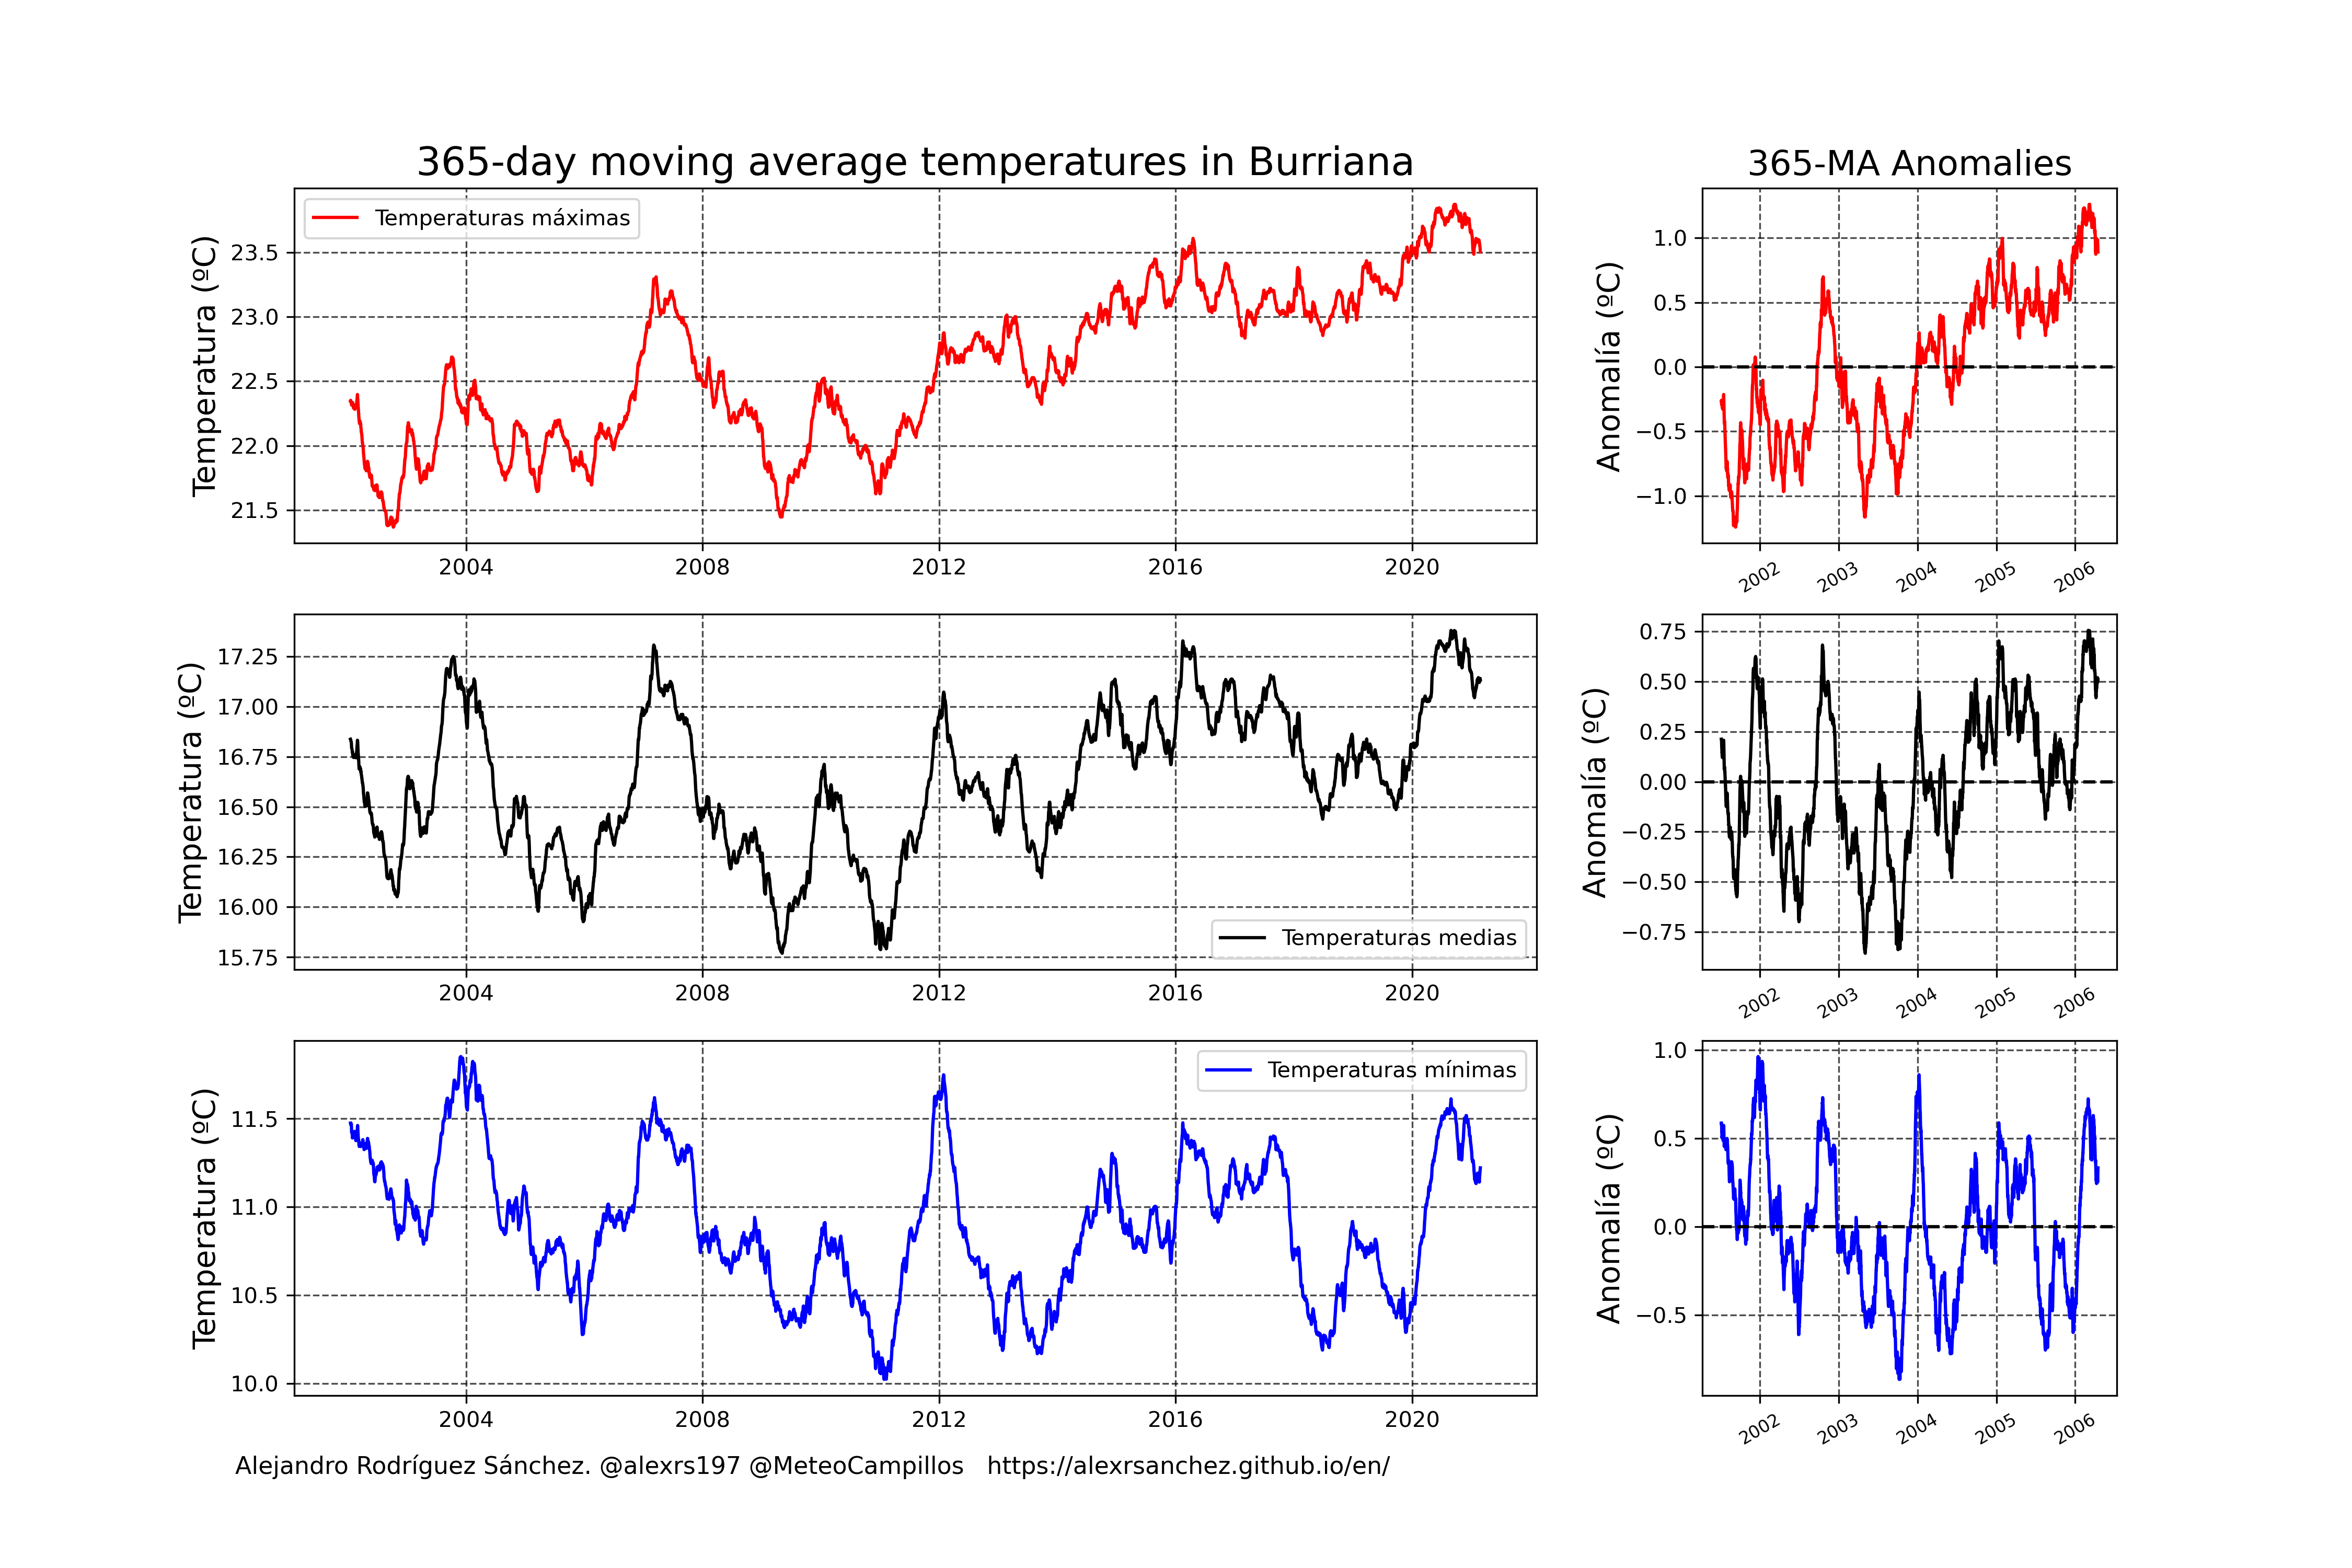 365-day moving average temperatures in Burriana
365-MA Anomalies
Temperaturas máximas
Temperatura (ºC)
23.5
23.0
22.5
22.0
21.5
2004 2008 2012 2016 2020
Anomalía (ºC)
1.0
0.5
0.0
−0.5
−1.0
2002 2003 2004 2005 2006
Temperatura (ºC)
17.25
17.00
16.75
16.50
16.25
16.00
15.75
Temperaturas medias
2004 2008 2012 2016 2020
Anomalía (ºC)
0.75
0.50
0.25
0.00
−0.25
−0.50
−0.75
2002 2003 2004 2005 2006
Temperaturas mínimas
Temperatura (ºC)
11.5
11.0
10.5
10.0
2004 2008 2012 2016 2020
Anomalía (ºC)
1.0
0.5
0.0
−0.5
2002 2003 2004 2005 2006
Alejandro Rodríguez Sánchez. @alexrs197 @MeteoCampillos https://alexrsanchez.github.io/en/